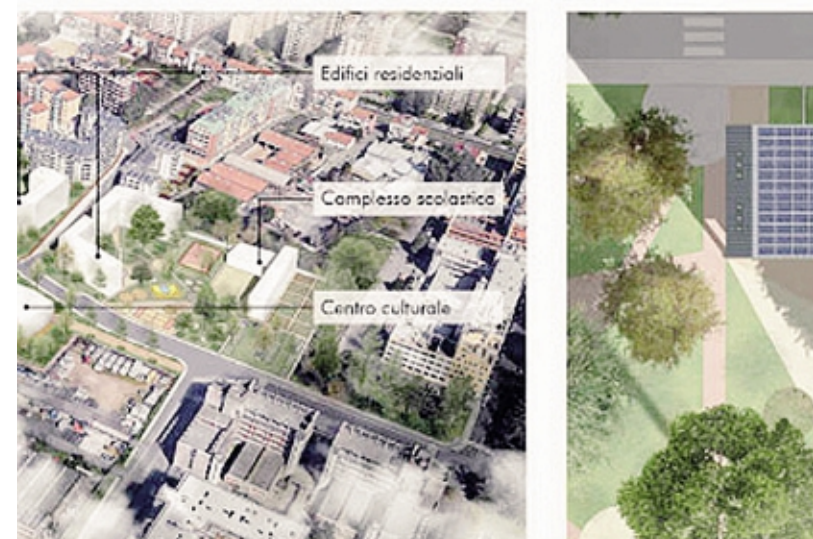 Edifici residenziali
Complesso scolastico
Centro culturale